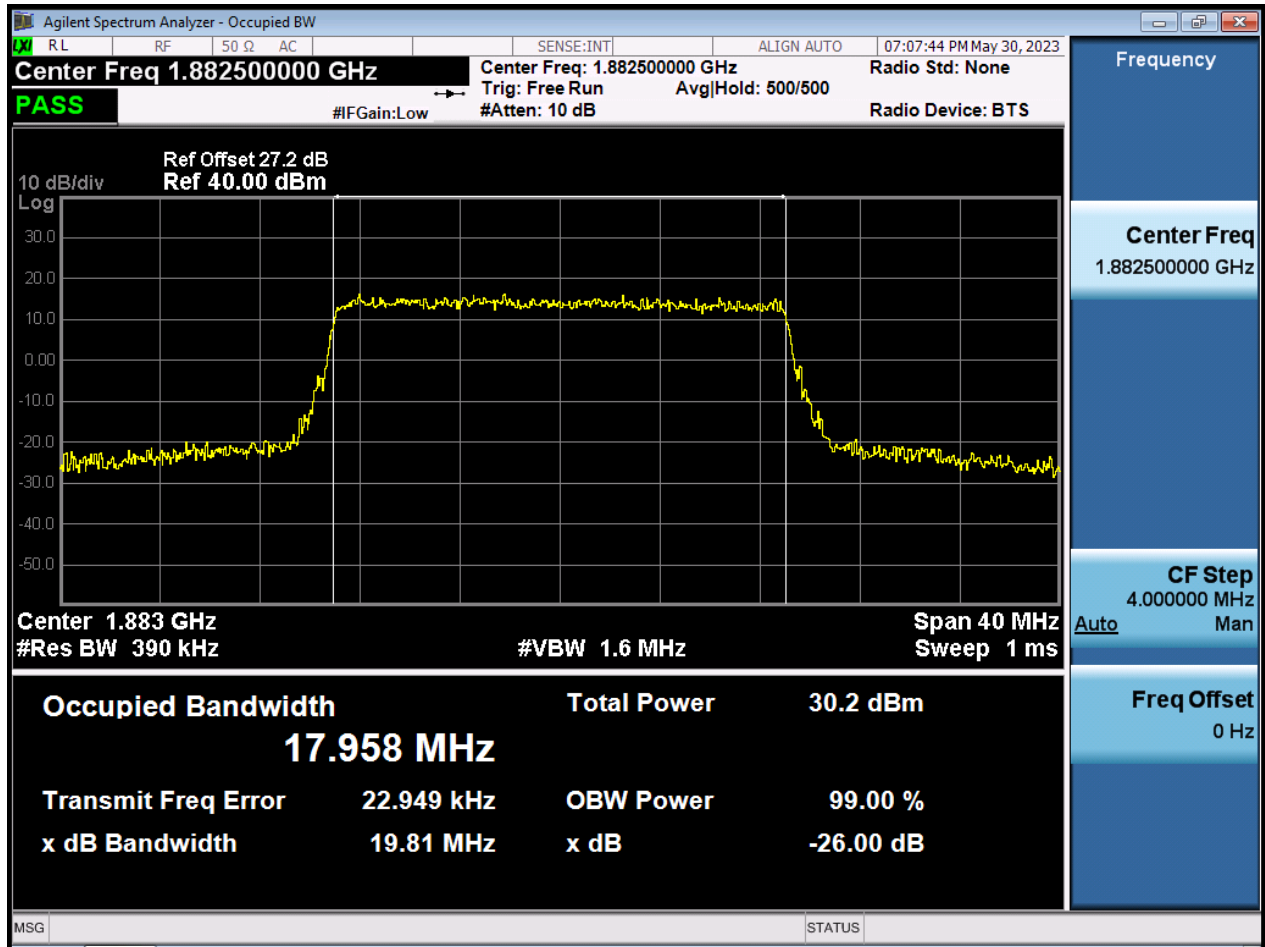 Agilent Spectrum Analyzer - Occupied BW
LXI RL RF 50 Ω AC SENSE:INT ALIGN AUTO 07:07:44 PM May 30, 2023
Center Freq 1.882500000 GHz
PASS
#IFGain:Low
Center Freq: 1.882500000 GHz
Trig: Free Run Avg|Hold: 500/500
#Atten: 10 dB
Radio Std: None
Radio Device: BTS
Ref Offset 27.2 dB
10 dB/div Ref 40.00 dBm
Log
30.0
20.0
10.0
0.00
-10.0
-20.0
-30.0
-40.0
-50.0
Center 1.883 GHz Span 40 MHz
#Res BW 390 kHz #VBW 1.6 MHz Sweep 1 ms
Occupied Bandwidth Total Power 30.2 dBm
17.958 MHz
Transmit Freq Error 22.949 kHz OBW Power 99.00 %
x dB Bandwidth 19.81 MHz x dB -26.00 dB
MSG STATUS
Frequency
Center Freq
1.882500000 GHz
CF Step
4.000000 MHz
Auto Man
Freq Offset
0 Hz